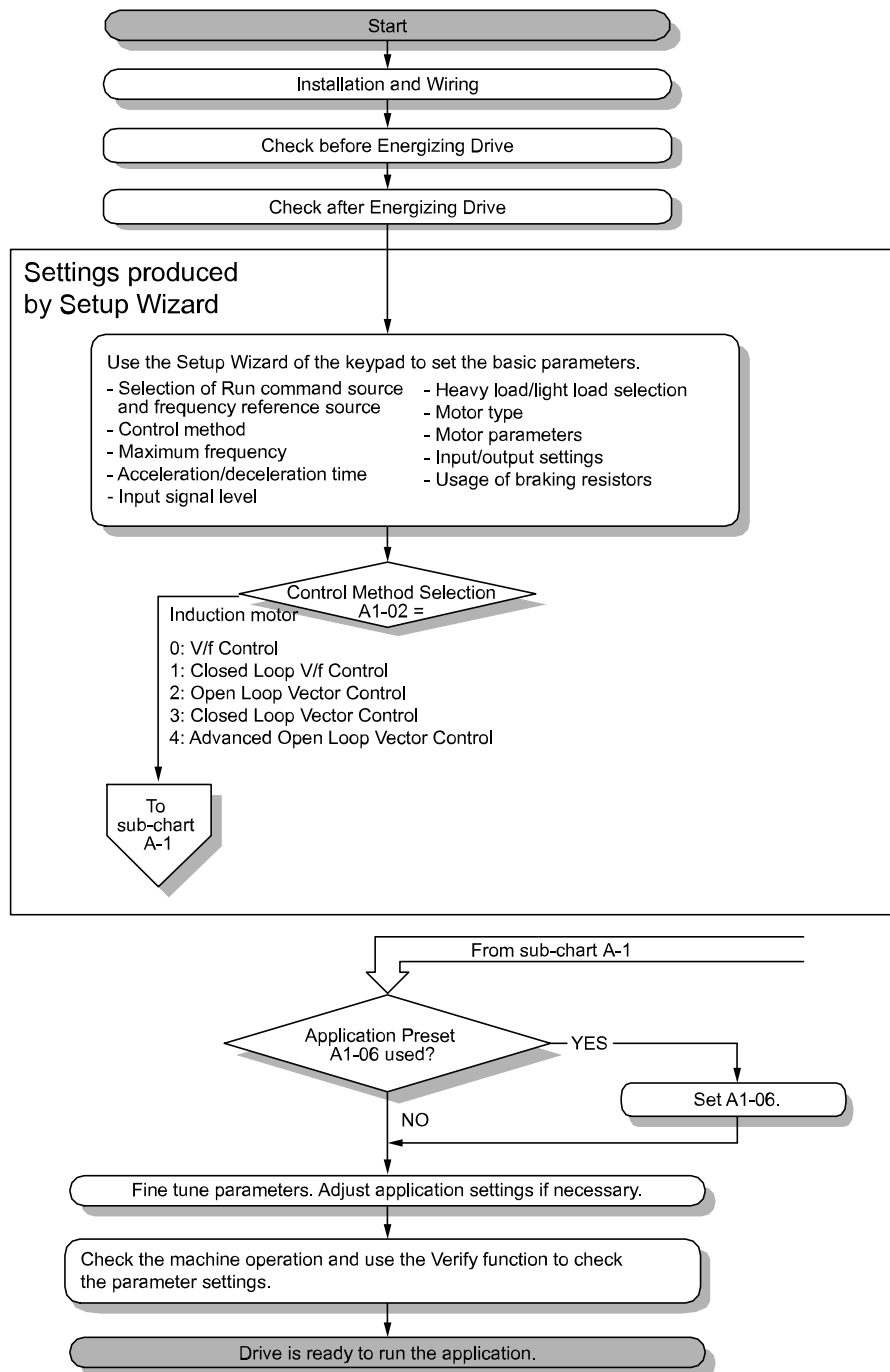 Start
Installation and Wiring
Check before Energizing Drive
Check after Energizing Drive
Settings produced
by Setup Wizard
Use the Setup Wizard of the keypad to set the basic parameters.
- Selection of Run command source
and frequency reference source
- Control method
- Maximum frequency
- Acceleration/deceleration time
- Input signal level
- Heavy load/light load selection
- Motor type
- Motor parameters
- Input/output settings
- Usage of braking resistors
Control Method Selection
A1-02 =
Induction motor
0: V/f Control
1: Closed Loop V/f Control
2: Open Loop Vector Control
3: Closed Loop Vector Control
4: Advanced Open Loop Vector Control
To
sub-chart
A-1
From sub-chart A-1
Application Preset
A1-06 used?
YES
Set A1-06.
NO
Fine tune parameters. Adjust application settings if necessary.
Check the machine operation and use the Verify function to check
the parameter settings.
Drive is ready to run the application.